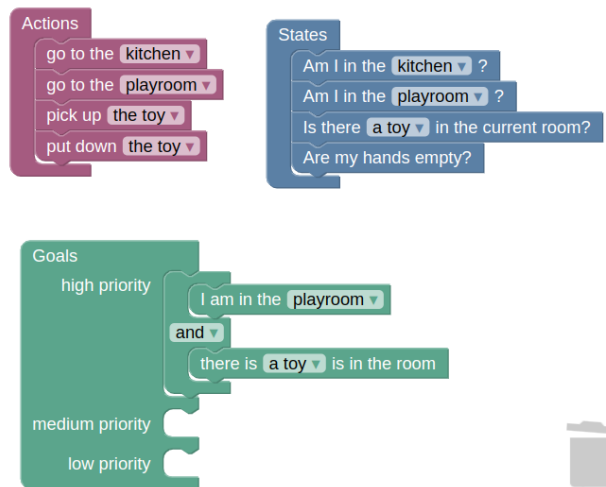 Actions
go to the kitchen
go to the playroom
pick up the toy
put down the toy
States
Am I in the kitchen ?
Am I in the playroom ?
Is there a toy in the current room?
Are my hands empty?
Goals
high priority
I am in the playroom
and
there is a toy is in the room
medium priority
low priority